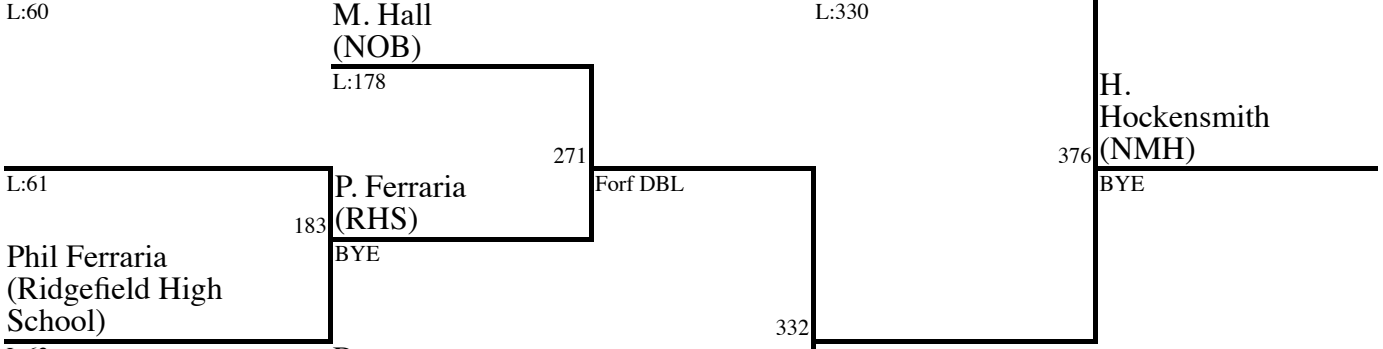 L:60
M. Hall
(NOB)
L:178
L:330
H.
Hockensmith
(NMH)
BYE
376
271
Forf DBL
L:61
P. Ferraria
(RHS)
BYE
183
Phil Ferraria
(Ridgefield High
School)
332